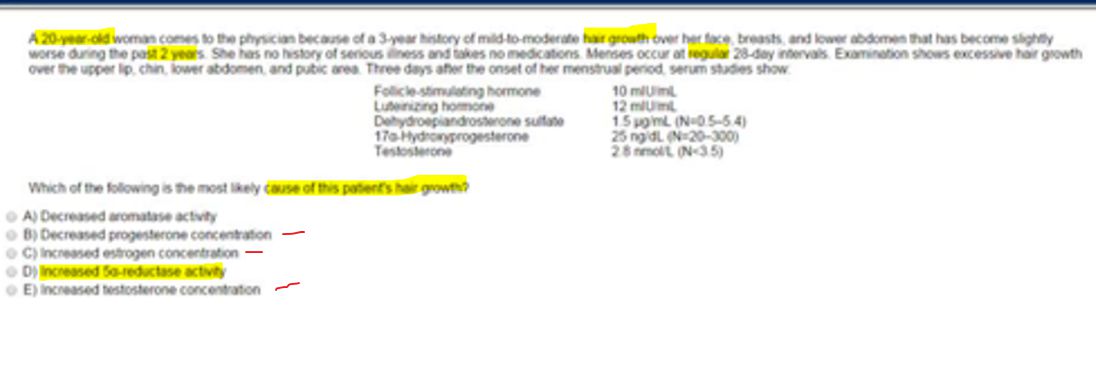 A 20-year-old woman comes to the physician because of a 3-year history of mild-to-moderate hair growth over her face, breasts, and lower abdomen that has become slightly
worse during the past 2 years. She has no history of serious illness and takes no medications. Menses occur at regular 28-day intervals. Examination shows excessive hair growth
over the upper lip, chin, lower abdomen, and pubic area. Three days after the onset of her menstrual period, serum studies show:
Follicle-stimulating hormone 10 mIU/mL
Luteinizing hormone 12 mIU/mL
Dehydroepiandrosterone sulfate 1.5 μg/mL (N=0.5–5.4)
17α-Hydroxyprogesterone 25 ng/dL (N=20–300)
Testosterone 2.8 nmol/L (N<3.5)
Which of the following is the most likely cause of this patient's hair growth?
A) Decreased aromatase activity
B) Decreased progesterone concentration
C) Increased estrogen concentration
D) Increased 5α-reductase activity
E) Increased testosterone concentration